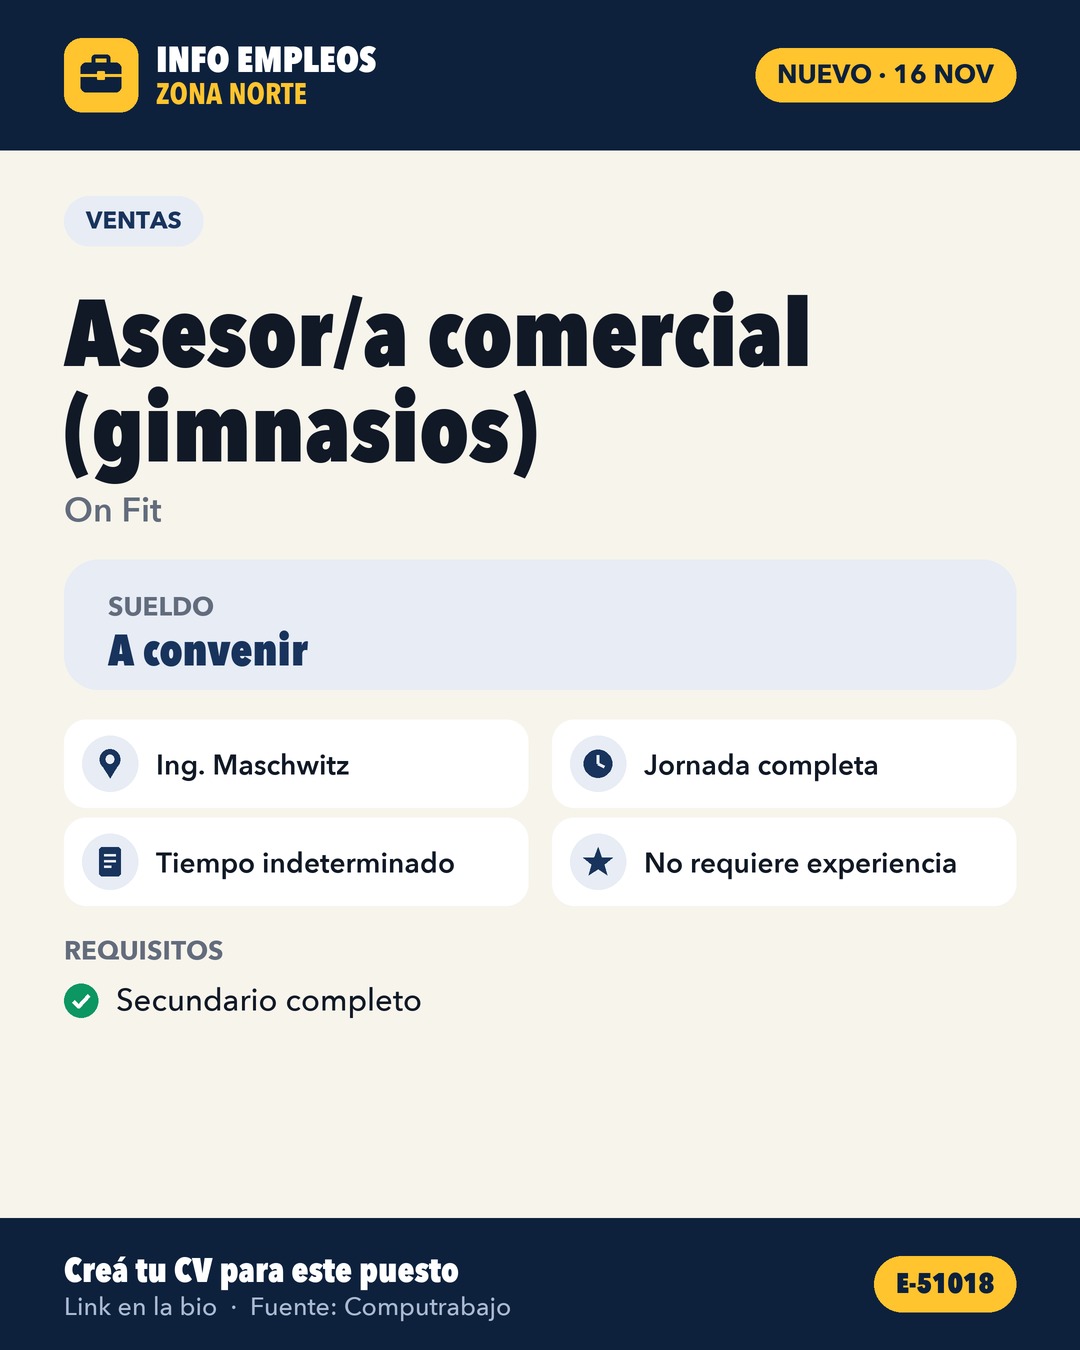 INFO EMPLEOS
ZONA NORTE
NUEVO · 16 NOV
VENTAS
Asesor/a comercial
(gimnasios)
On Fit
SUELDO
A convenir
Ing. Maschwitz
Jornada completa
Tiempo indeterminado
No requiere experiencia
REQUISITOS
Secundario completo
Creá tu CV para este puesto
Link en la bio · Fuente: Computrabajo
E-51018